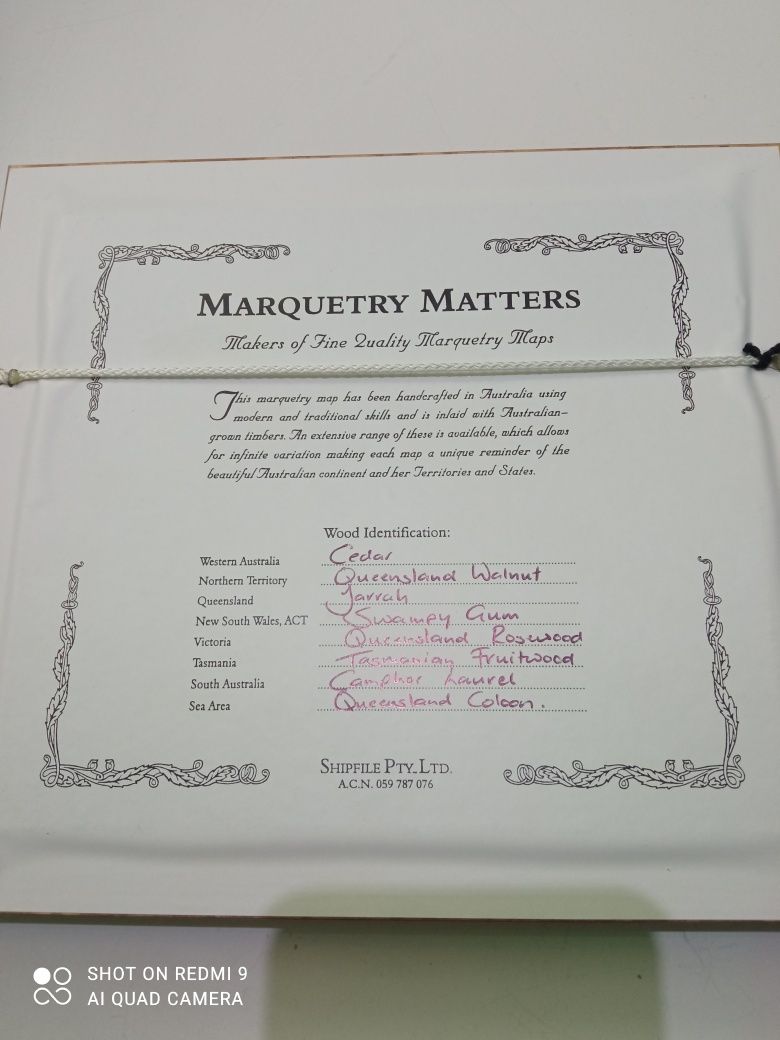 MARQUETRY MATTERS
Makers of Fine Quality Marquetry Maps
This marquetry map has been handcrafted in Australia using
modern and traditional skills and is inlaid with Australian-
grown timbers. An extensive range of these is available, which allows
for infinite variation making each map a unique reminder of the
beautiful Australian continent and her Territories and States.
Wood Identification:
Western Australia Cedar
Northern Territory Queensland Walnut
Queensland Jarrah
New South Wales, ACT Swampy Gum
Victoria Queensland Rosewood
Tasmania Tasmanian Fruitwood
South Australia Camphor Laurel
Sea Area Queensland Coloon.
SHIPFILE PTY. LTD.
A.C.N. 059 787 076
SHOT ON REDMI 9
AI QUAD CAMERA